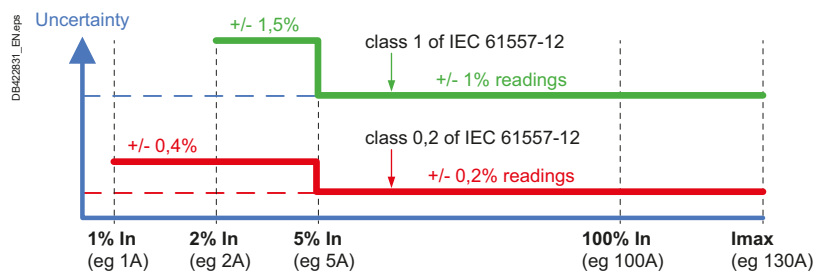 DB422831_EN.eps
Uncertainty
+/- 1,5%
class 1 of IEC 61557-12
+/- 1% readings
+/- 0,4%
class 0,2 of IEC 61557-12
+/- 0,2% readings
1% In
(eg 1A)
2% In
(eg 2A)
5% In
(eg 5A)
100% In
(eg 100A)
Imax
(eg 130A)